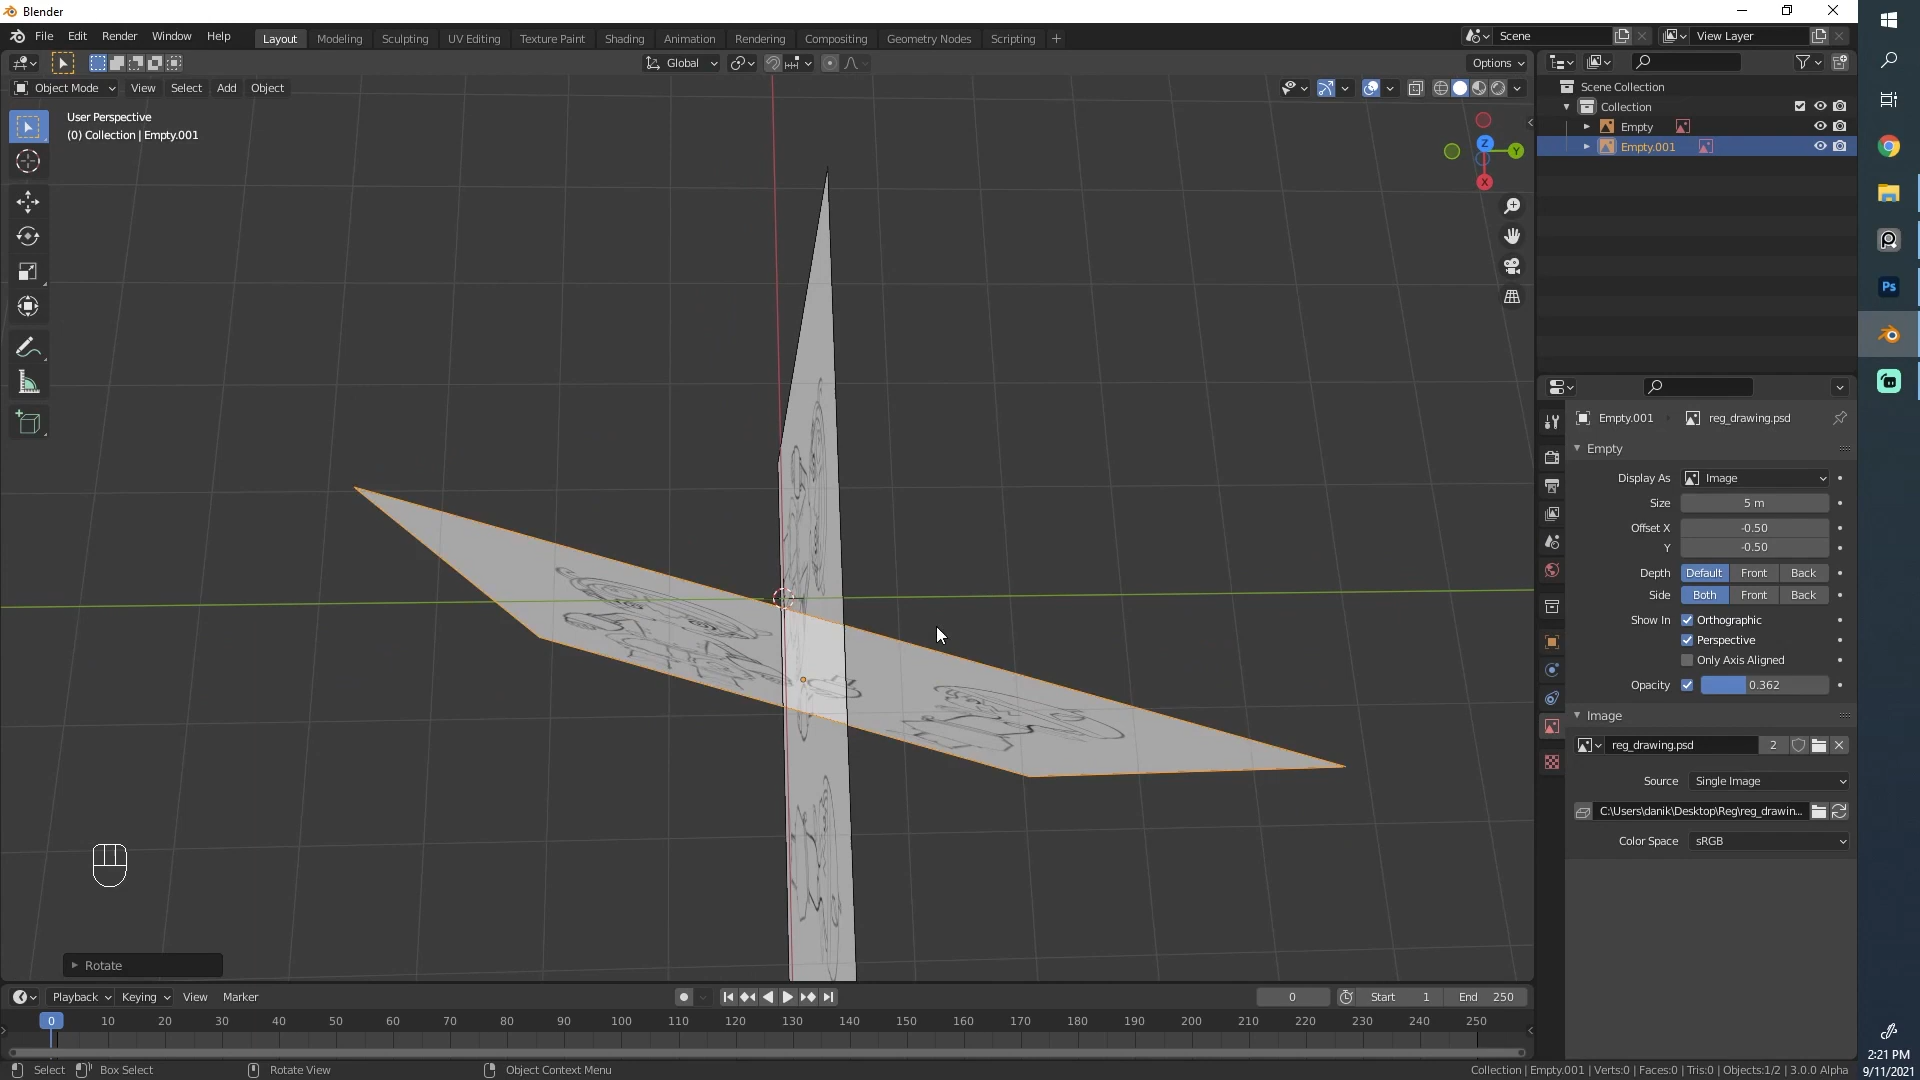 Blender
File Edit Render Window Help
Layout Modeling Sculpting UV Editing Texture Paint Shading Animation Rendering Compositing Geometry Nodes Scripting +
Scene
View Layer
Global
Options
Object Mode View Select Add Object
User Perspective
(0) Collection | Empty.001
Z
Y
X
Scene Collection
Collection
Empty
Empty.001
Empty.001
reg_drawing.psd
Empty
Display As Image
Size 5 m
Offset X -0.50
Y -0.50
Depth Default Front Back
Side Both Front Back
Show In Orthographic
Perspective
Only Axis Aligned
Opacity 0.362
Image
reg_drawing.psd 2
Source Single Image
C:\Users\danik\Desktop\Reg\reg_drawin...
Color Space sRGB
Ps
Rotate
Playback Keying View Marker
0
Start 1
End 250
0 10 20 30 40 50 60 70 80 90 100 110 120 130 140 150 160 170 180 190 200 210 220 230 240 250
Select Box Select Rotate View Object Context Menu
Collection | Empty.001 | Verts:0 | Faces:0 | Tris:0 | Objects:1/2 | 3.0.0 Alpha
2:21 PM
9/11/2021